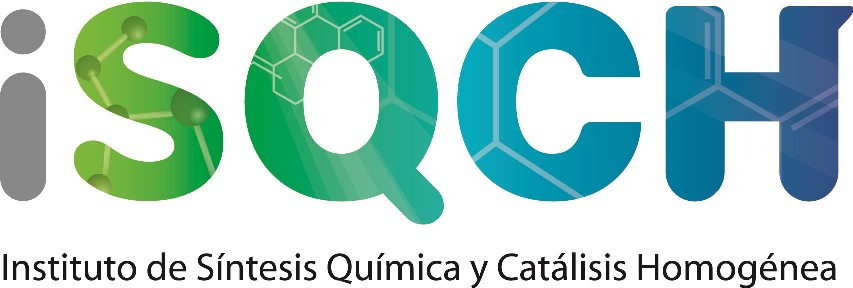 iSQCH
Instituto de Síntesis Química y Catálisis Homogénea